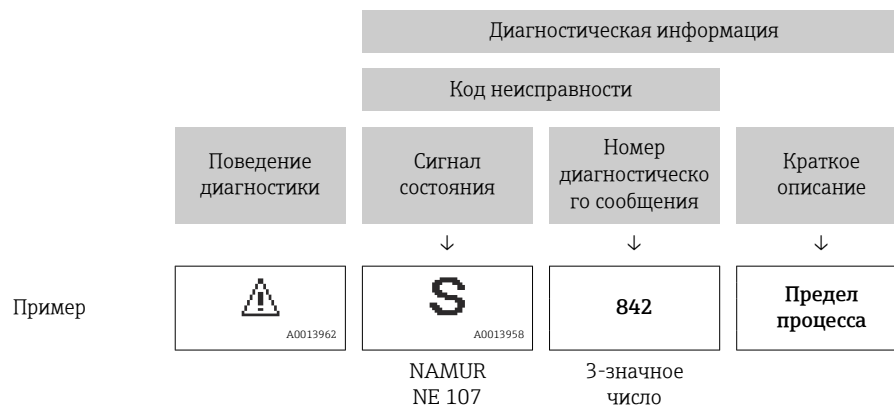 Диагностическая информация
Код неисправности
Поведение
диагностики
Сигнал
состояния
Номер
диагностическо
го сообщения
Краткое
описание
↓ ↓ ↓
Пример
A0013962
S
A0013958
842
Предел
процесса
NAMUR
NE 107
3-значное
число